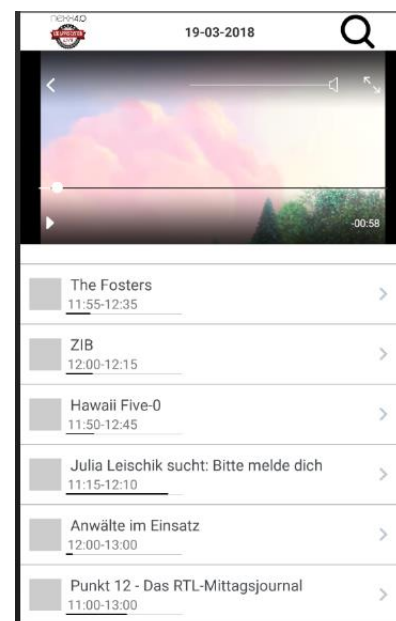 nexx4.0
19-03-2018
-00:58
The Fosters
11:55-12:35
ZIB
12:00-12:15
Hawaii Five-0
11:50-12:45
Julia Leischik sucht: Bitte melde dich
11:15-12:10
Anwälte im Einsatz
12:00-13:00
Punkt 12 - Das RTL-Mittagsjournal
11:00-13:00